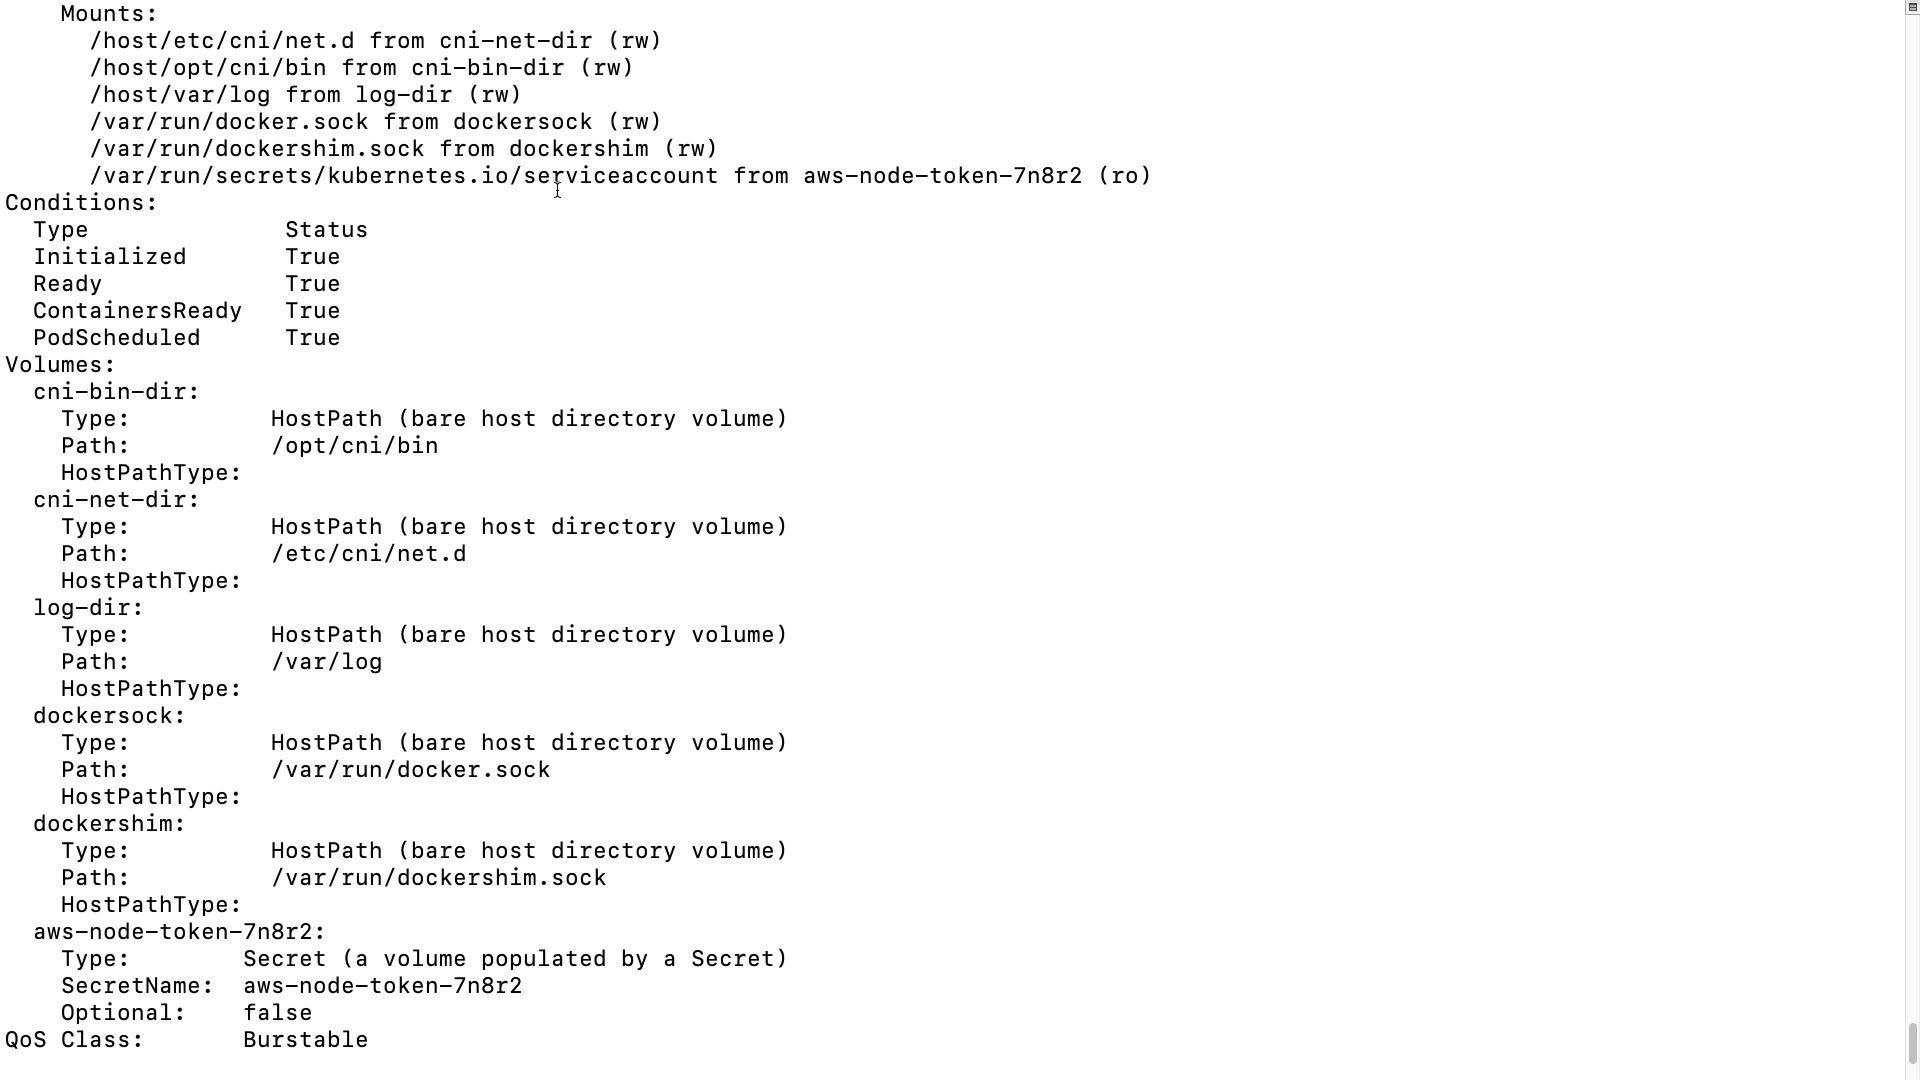 Mounts:
/host/etc/cni/net.d from cni-net-dir (rw)
/host/opt/cni/bin from cni-bin-dir (rw)
/host/var/log from log-dir (rw)
/var/run/docker.sock from dockersock (rw)
/var/run/dockershim.sock from dockershim (rw)
/var/run/secrets/kubernetes.io/serviceaccount from aws-node-token-7n8r2 (ro)
Conditions:
Type Status
Initialized True
Ready True
ContainersReady True
PodScheduled True
Volumes:
cni-bin-dir:
Type: HostPath (bare host directory volume)
Path: /opt/cni/bin
HostPathType:
cni-net-dir:
Type: HostPath (bare host directory volume)
Path: /etc/cni/net.d
HostPathType:
log-dir:
Type: HostPath (bare host directory volume)
Path: /var/log
HostPathType:
dockersock:
Type: HostPath (bare host directory volume)
Path: /var/run/docker.sock
HostPathType:
dockershim:
Type: HostPath (bare host directory volume)
Path: /var/run/dockershim.sock
HostPathType:
aws-node-token-7n8r2:
Type: Secret (a volume populated by a Secret)
SecretName: aws-node-token-7n8r2
Optional: false
QoS Class: Burstable